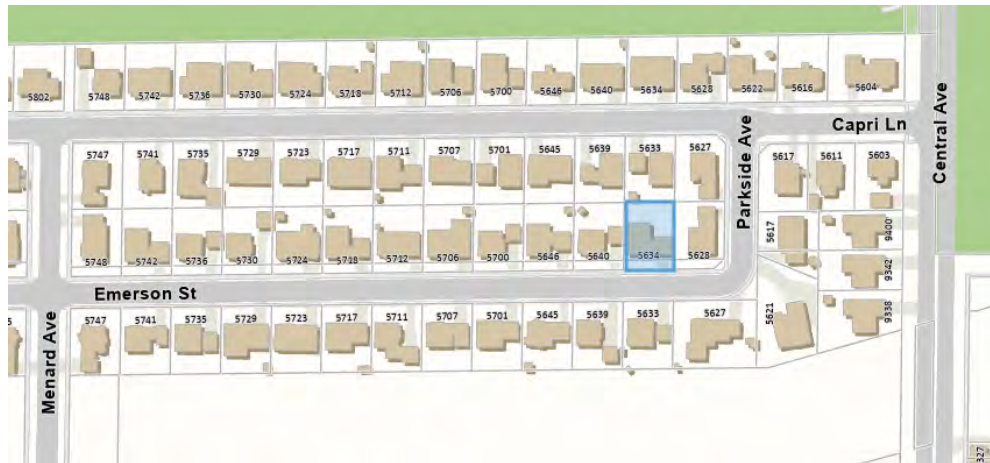 5802 5748 5742 5736 5730 5724 5718 5712 5706 5700 5646 5640 5634 5628 5622 5616 5604
Capri Ln
Central Ave
Parkside Ave
5747 5741 5735 5729 5723 5717 5711 5707 5701 5645 5639 5633 5627 5617 5611 5603
5617
9400
5748 5742 5736 5730 5724 5718 5712 5706 5700 5646 5640 5634 5628
9342
Emerson St
9338
5621
5747 5741 5735 5729 5723 5717 5711 5707 5701 5645 5639 5633 5627
Menard Ave